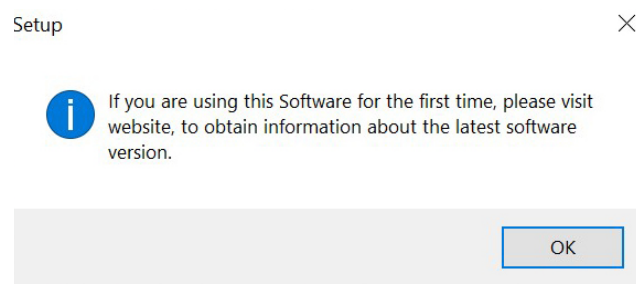 Setup
If you are using this Software for the first time, please visit
website, to obtain information about the latest software
version.
OK